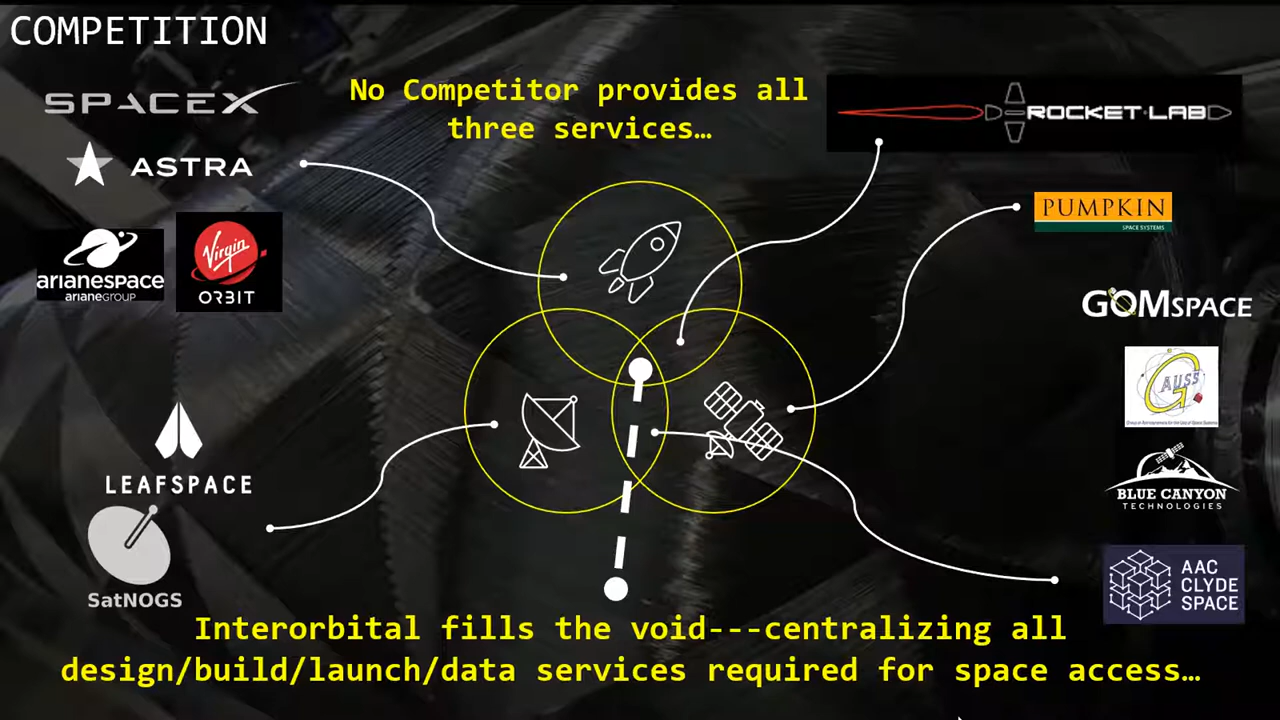 COMPETITION
SPACEX
No Competitor provides all
three services…
ROCKET LAB
ASTRA
PUMPKIN
SPACE SYSTEMS
arianespace
arianeGROUP
Virgin
ORBIT
GOMSPACE
GAUSS
LEAFSPACE
BLUE CANYON
TECHNOLOGIES
SatNOGS
AAC
CLYDE
SPACE
Interorbital fills the void---centralizing all
design/build/launch/data services required for space access…